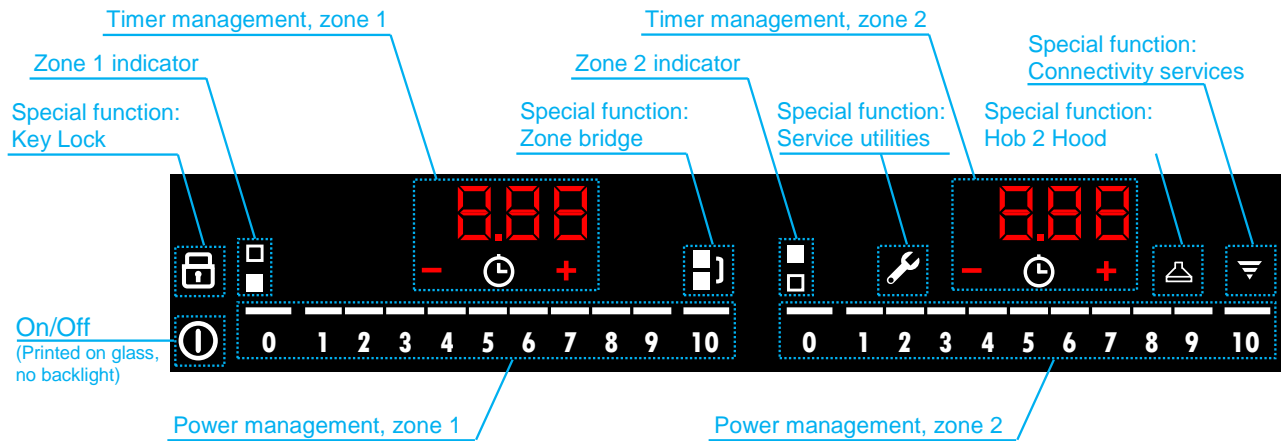 Timer management, zone 1
Timer management, zone 2
Special function:
Connectivity services
Zone 1 indicator
Zone 2 indicator
Special function:
Key Lock
Special function:
Zone bridge
Special function:
Service utilities
Special function:
Hob 2 Hood
8.88
8.88
- +
- +
On/Off
(Printed on glass,
no backlight)
0 1 2 3 4 5 6 7 8 9 10
0 1 2 3 4 5 6 7 8 9 10
Power management, zone 1
Power management, zone 2